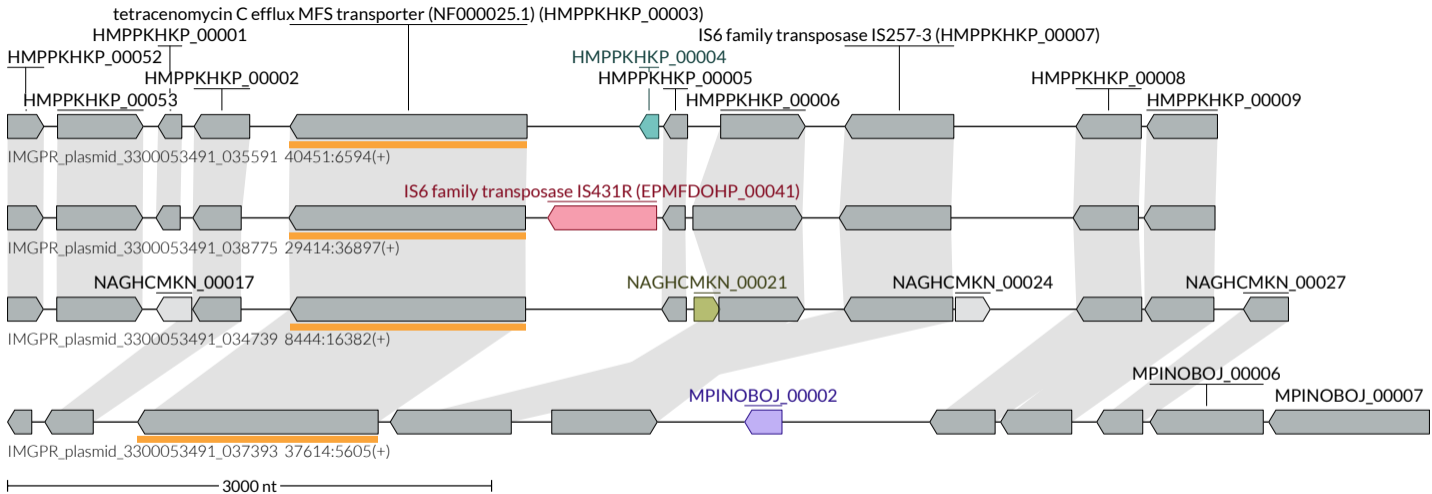 tetracenomycin C efflux MFS transporter (NF000025.1) (HMPPKHKP_00003)
HMPPKHKP_00001
IS6 family transposase IS257-3 (HMPPKHKP_00007)
HMPPKHKP_00052
HMPPKHKP_00004
HMPPKHKP_00002
HMPPKHKP_00005
HMPPKHKP_00008
HMPPKHKP_00053
HMPPKHKP_00006
HMPPKHKP_00009
IMGPR_plasmid_3300053491_035591 40451:6594(+)
IS6 family transposase IS431R (EPMFDOHP_00041)
IMGPR_plasmid_3300053491_038775 29414:36897(+)
NAGHCMKN_00017
NAGHCMKN_00021
NAGHCMKN_00024
NAGHCMKN_00027
IMGPR_plasmid_3300053491_034739 8444:16382(+)
MPINOBOJ_00006
MPINOBOJ_00002
MPINOBOJ_00007
IMGPR_plasmid_3300053491_037393 37614:5605(+)
3000 nt